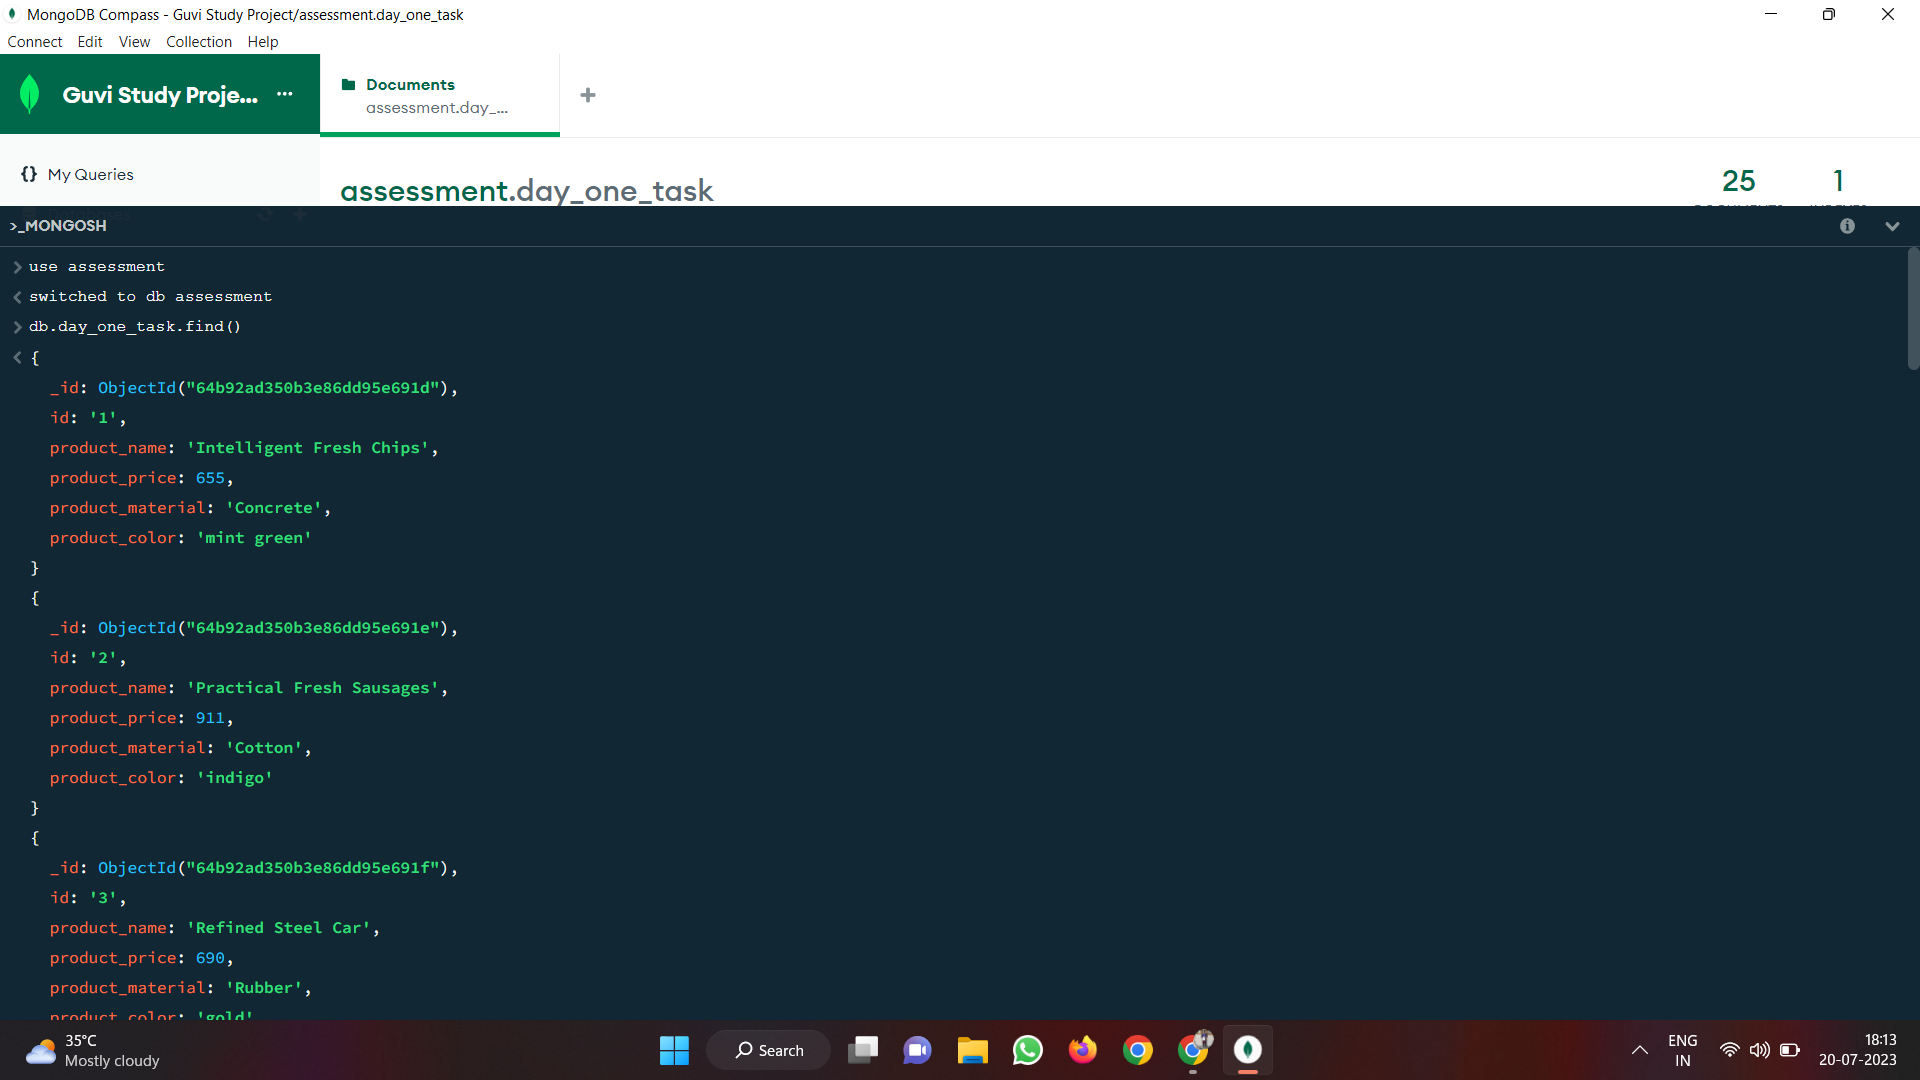 MongoDB Compass - Guvi Study Project/assessment.day_one_task
Connect Edit View Collection Help
Guvi Study Proje...
Documents
assessment.day_...
{} My Queries
assessment.day_one_task
25
1
>_MONGOSH
> use assessment
< switched to db assessment
> db.day_one_task.find()
< {
_id: ObjectId("64b92ad350b3e86dd95e691d"),
id: '1',
product_name: 'Intelligent Fresh Chips',
product_price: 655,
product_material: 'Concrete',
product_color: 'mint green'
}
{
_id: ObjectId("64b92ad350b3e86dd95e691e"),
id: '2',
product_name: 'Practical Fresh Sausages',
product_price: 911,
product_material: 'Cotton',
product_color: 'indigo'
}
{
_id: ObjectId("64b92ad350b3e86dd95e691f"),
id: '3',
product_name: 'Refined Steel Car',
product_price: 690,
product_material: 'Rubber',
product_color: 'gold'
35°C
Mostly cloudy
Search
ENG
IN
18:13
20-07-2023